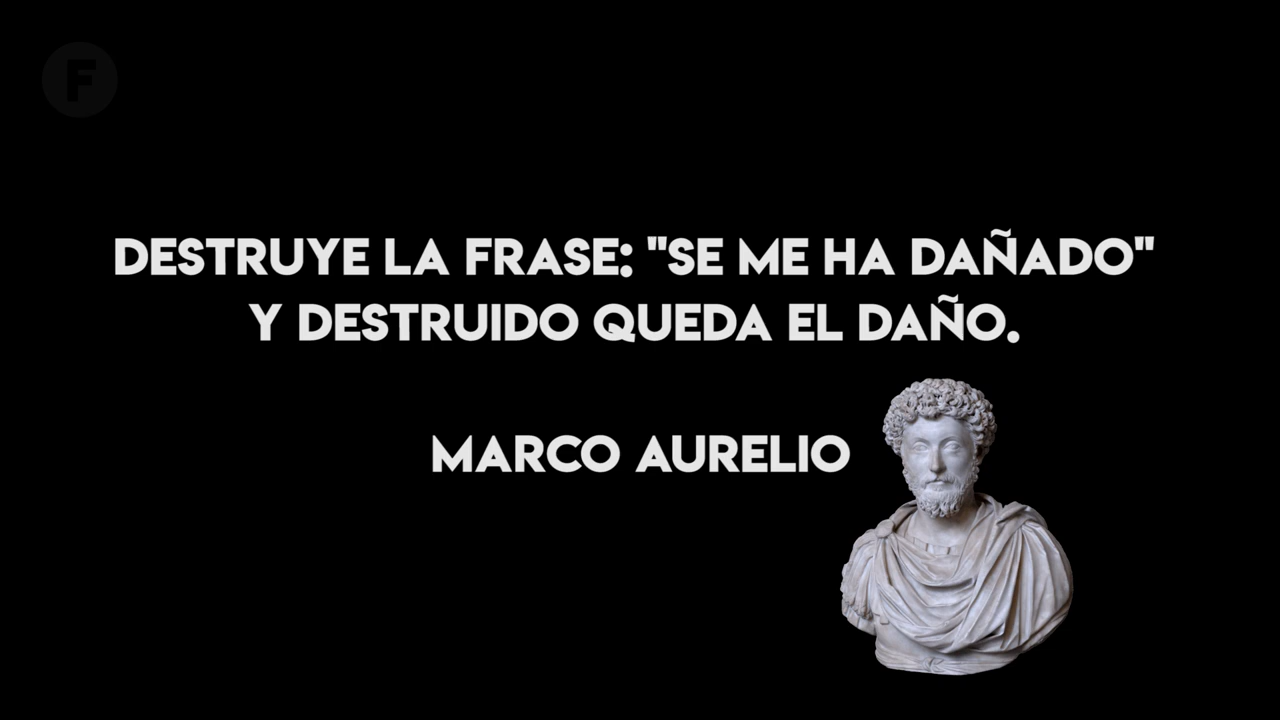 F
DESTRUYE LA FRASE: "SE ME HA DAÑADO"
Y DESTRUIDO QUEDA EL DAÑO.
MARCO AURELIO